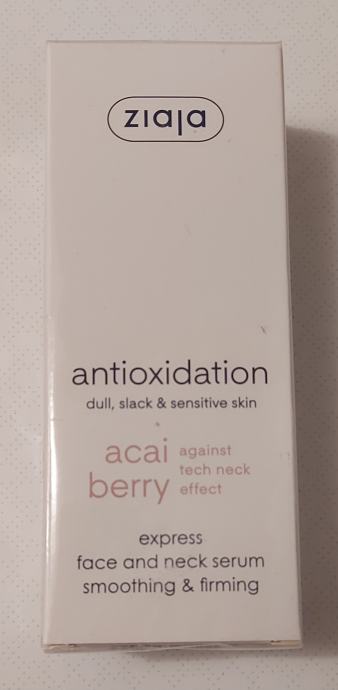 ziaja
antioxidation
dull, slack & sensitive skin
acai berry
against
tech neck
effect
express
face and neck serum
smoothing & firming